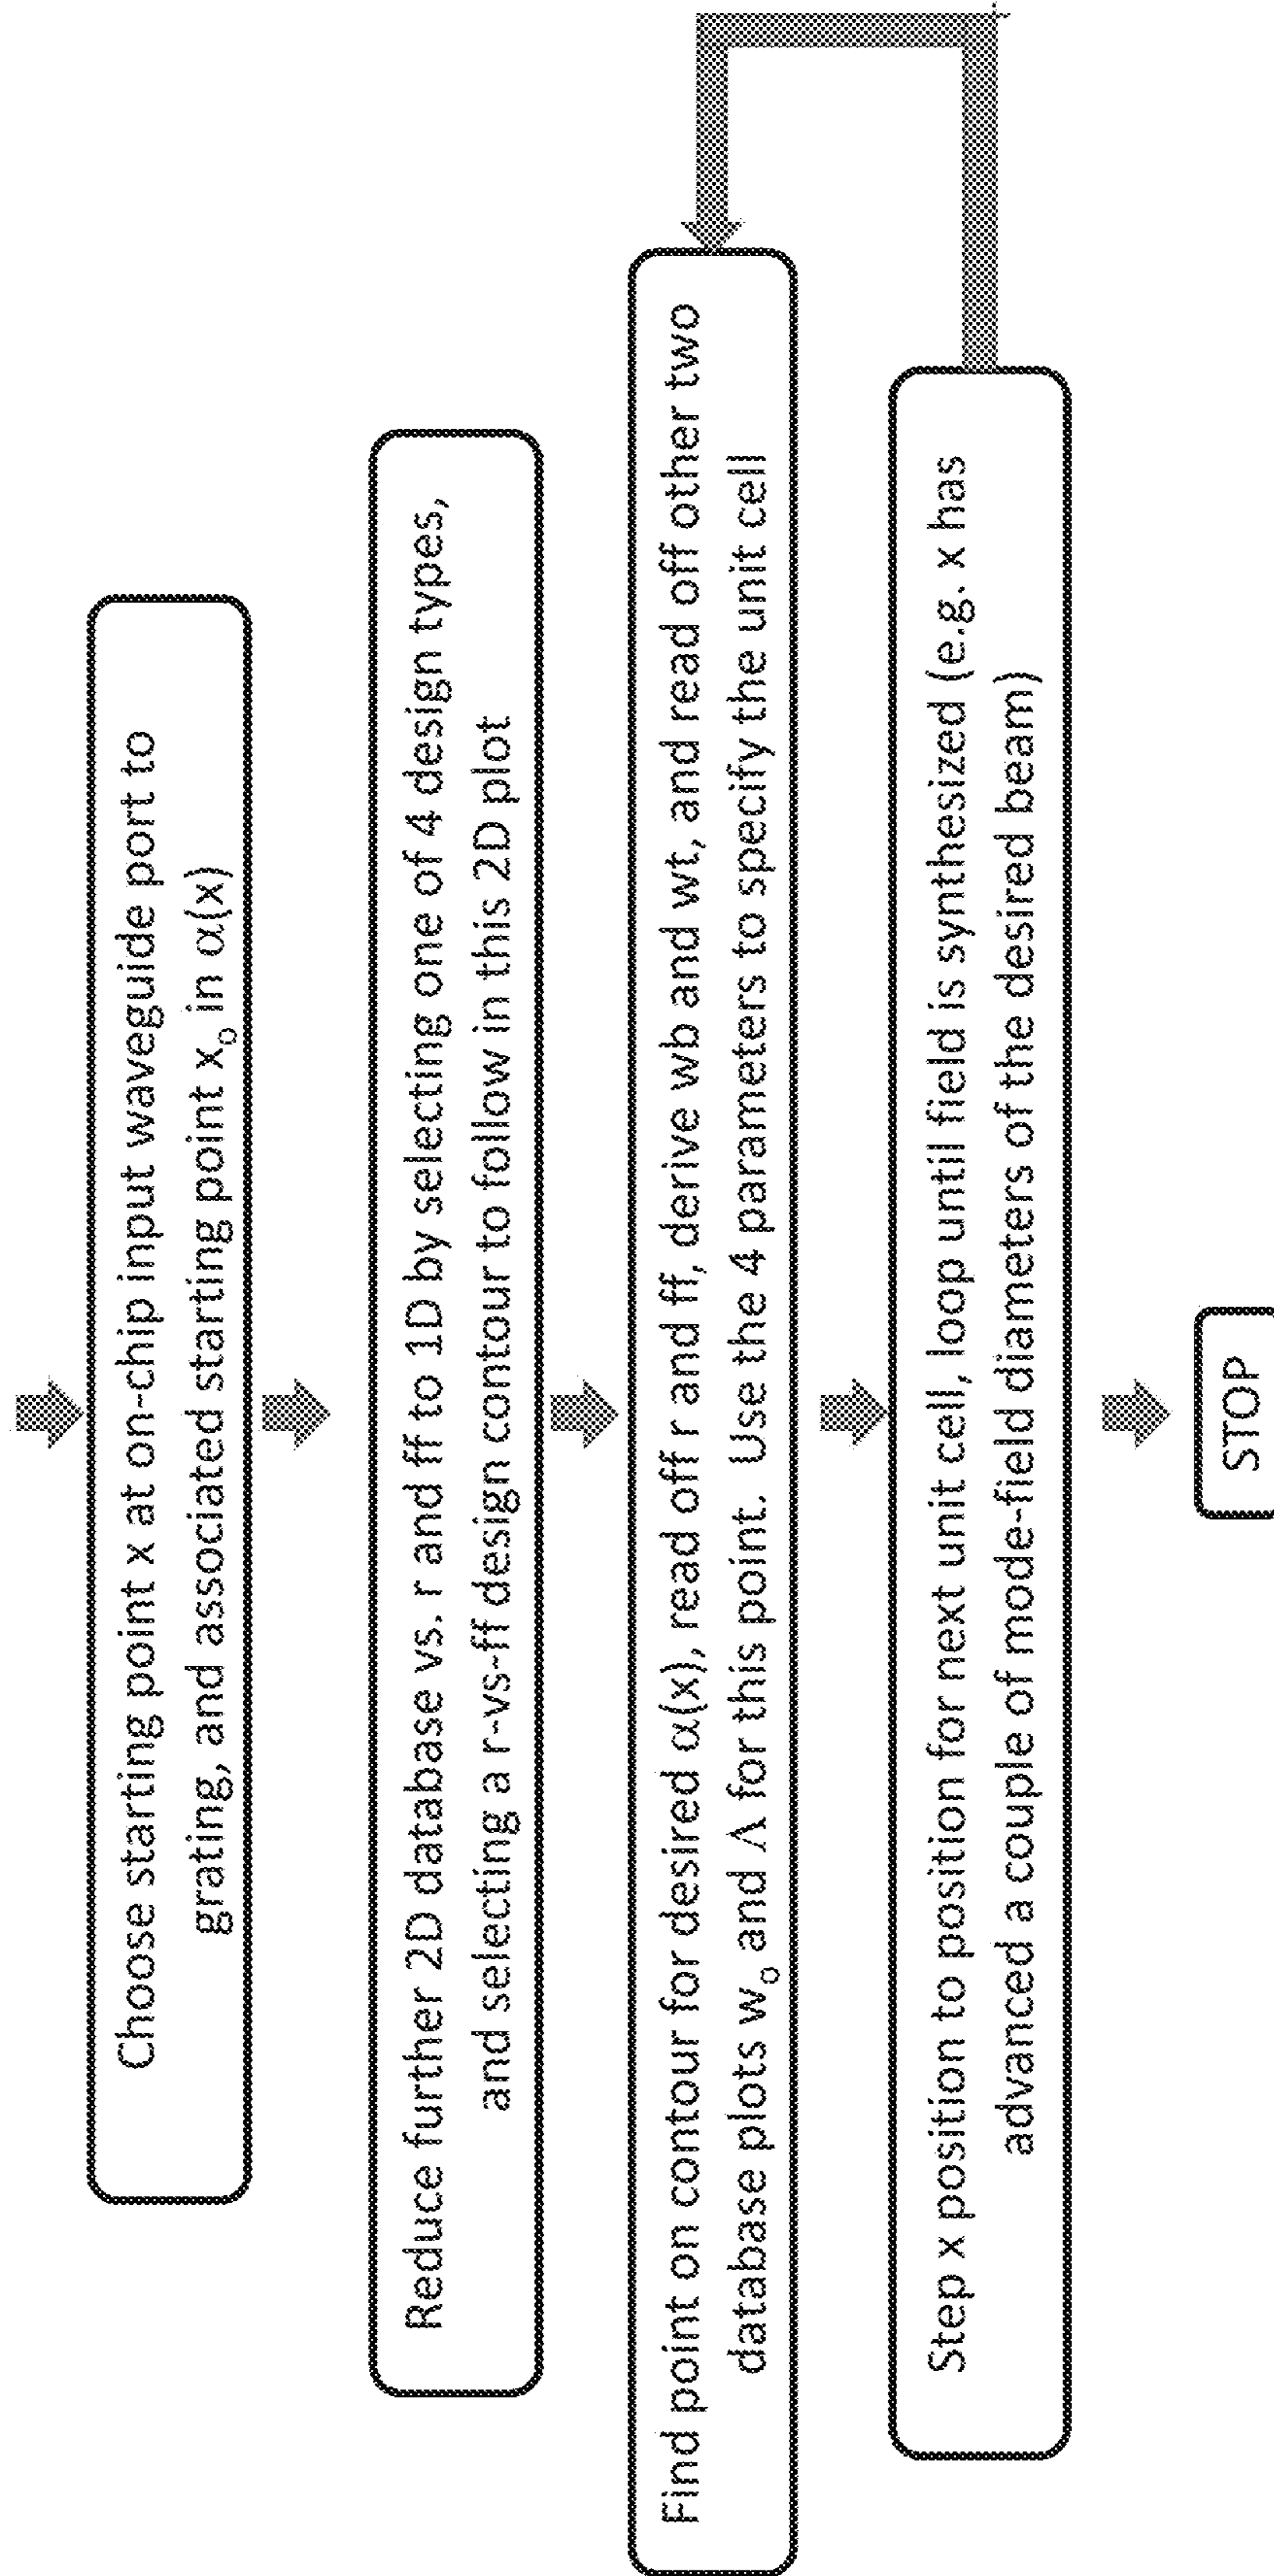 Choose starting point x at on-chip input waveguide port to
grating, and associated starting point x₀ in α(x)
Reduce further 2D database vs. r and ff to 1D by selecting one of 4 design types,
and selecting a r-vs-ff design contour to follow in this 2D plot
Find point on contour for desired α(x), read off r and ff, derive wb and wt, and read off other two
database plots w₀ and Λ for this point.  Use the 4 parameters to specify the unit cell
Step x position to position for next unit cell, loop until field is synthesized (e.g. x has
advanced a couple of mode-field diameters of the desired beam)
STOP